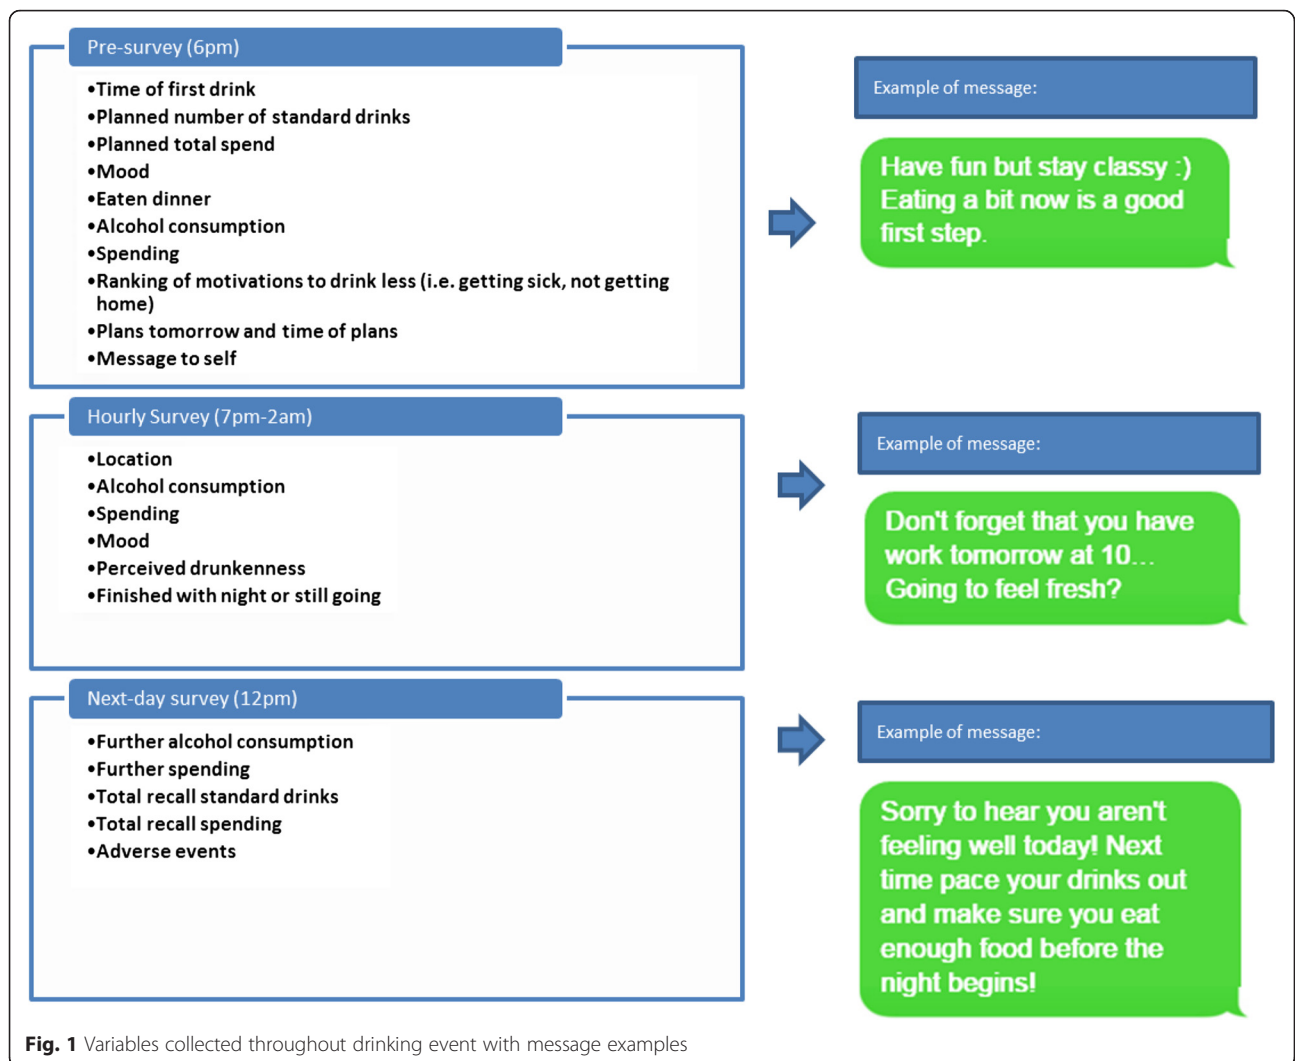 Pre-survey (6pm)
•Time of first drink
•Planned number of standard drinks
•Planned total spend
•Mood
•Eaten dinner
•Alcohol consumption
•Spending
•Ranking of motivations to drink less (i.e. getting sick, not getting
home)
•Plans tomorrow and time of plans
•Message to self
Example of message:
Have fun but stay classy :)
Eating a bit now is a good
first step.
Hourly Survey (7pm-2am)
•Location
•Alcohol consumption
•Spending
•Mood
•Perceived drunkenness
•Finished with night or still going
Example of message:
Don't forget that you have
work tomorrow at 10...
Going to feel fresh?
Next-day survey (12pm)
•Further alcohol consumption
•Further spending
•Total recall standard drinks
•Total recall spending
•Adverse events
Example of message:
Sorry to hear you aren't
feeling well today! Next
time pace your drinks out
and make sure you eat
enough food before the
night begins!
Fig. 1 Variables collected throughout drinking event with message examples